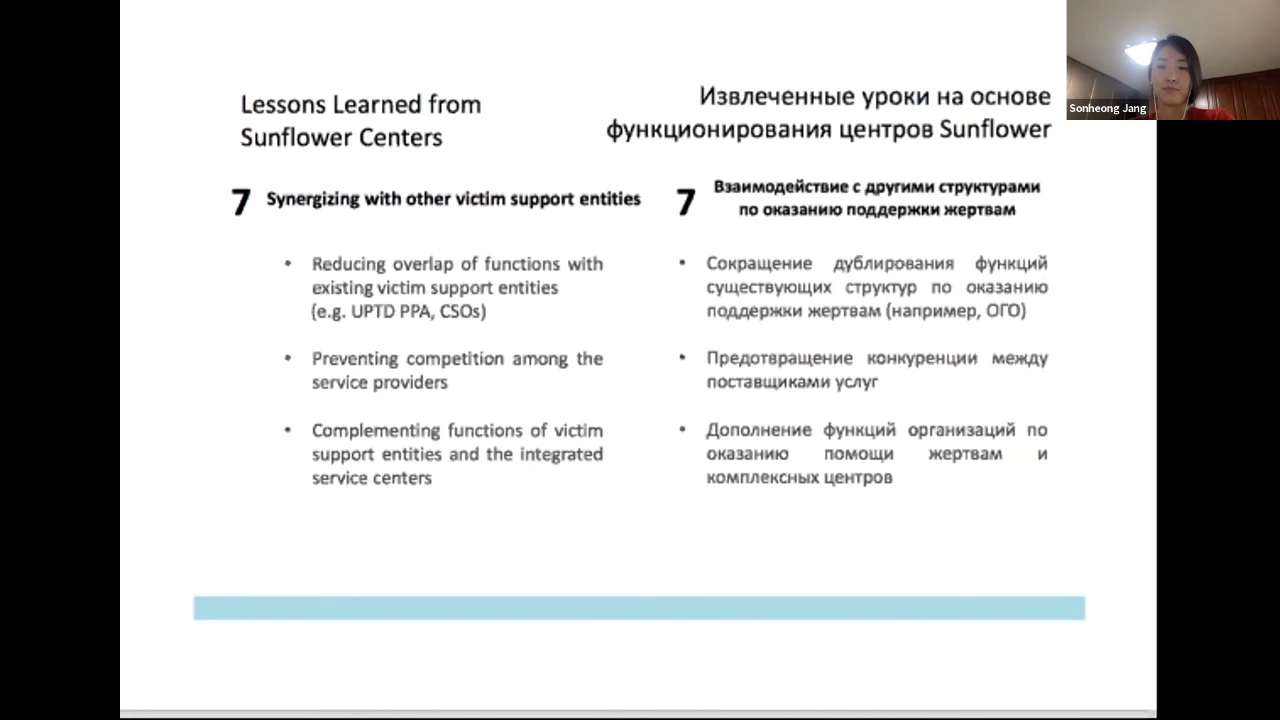 Lessons Learned from
Sunflower Centers
7 Synergizing with other victim support entities
• Reducing overlap of functions with
existing victim support entities
(e.g. UPTD PPA, CSOs)
• Preventing competition among the
service providers
• Complementing functions of victim
support entities and the integrated
service centers
Извлеченные уроки на основе
функционирования центров Sunflower
7 Взаимодействие с другими структурами
по оказанию поддержки жертвам
• Сокращение дублирования функций
существующих структур по оказанию
поддержки жертвам (например, ОГО)
• Предотвращение конкуренции между
поставщиками услуг
• Дополнение функций организаций по
оказанию помощи жертвам и
комплексных центров
Sonheong Jang